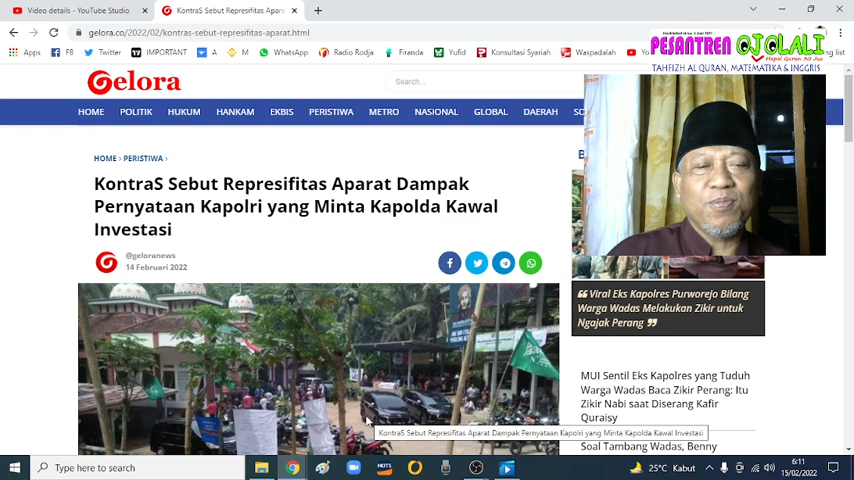 Video details - YouTube Studio
KontraS Sebut Represifitas Aparat
gelora.co/2022/02/kontras-sebut-represifitas-aparat.html
Apps
FB
Twitter
IMPORTANT
A
M
WhatsApp
Radio Rodja
Firanda
Yufid
Konsultasi Syariah
Waspadalah
PESANTREN OJOLALI
Hapal Quran 30 Juz
TAHFIZH AL QURAN, MATEMATIKA & INGGRIS
Gelora
Search...
HOME
POLITIK
HUKUM
HANKAM
EKBIS
PERISTIWA
METRO
NASIONAL
GLOBAL
DAERAH
HOME › PERISTIWA ›
KontraS Sebut Represifitas Aparat Dampak
Pernyataan Kapolri yang Minta Kapolda Kawal
Investasi
@geloranews
14 Februari 2022
Viral Eks Kapolres Purworejo Bilang
Warga Wadas Melakukan Zikir untuk
Ngajak Perang
MUI Sentil Eks Kapolres yang Tuduh
Warga Wadas Baca Zikir Perang: Itu
Zikir Nabi saat Diserang Kafir
Quraisy
KontraS Sebut Represifitas Aparat Dampak Pernyataan Kapolri yang Minta Kapolda Kawal Investasi
Soal Tambang Wadas, Benny
Type here to search
HOTS
25°C Kabut
6:11
15/02/2022